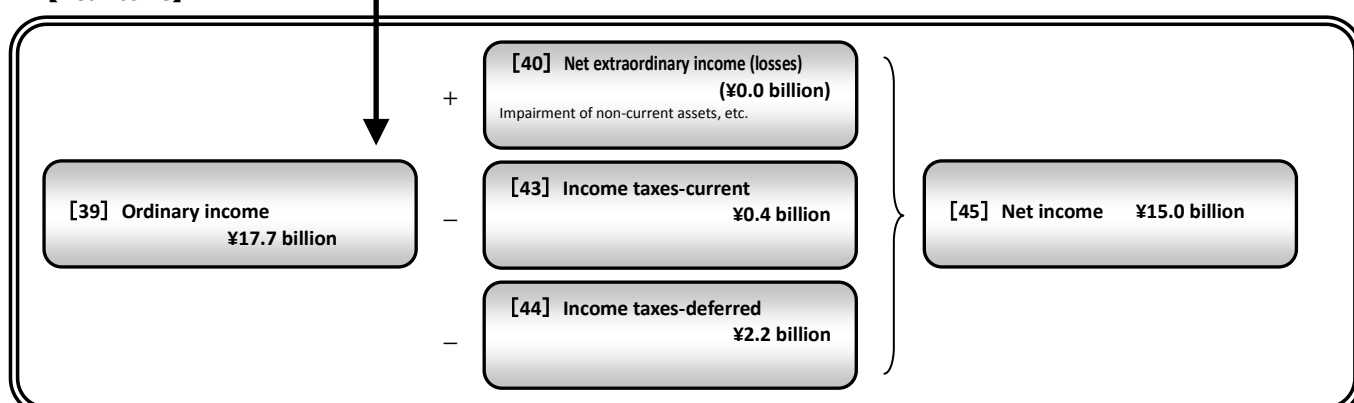 +
[40] Net extraordinary income (losses)
(¥0.0 billion)
Impairment of non-current assets, etc.
[39] Ordinary income
¥17.7 billion
−
[43] Income taxes-current
¥0.4 billion
[45] Net income ¥15.0 billion
−
[44] Income taxes-deferred
¥2.2 billion